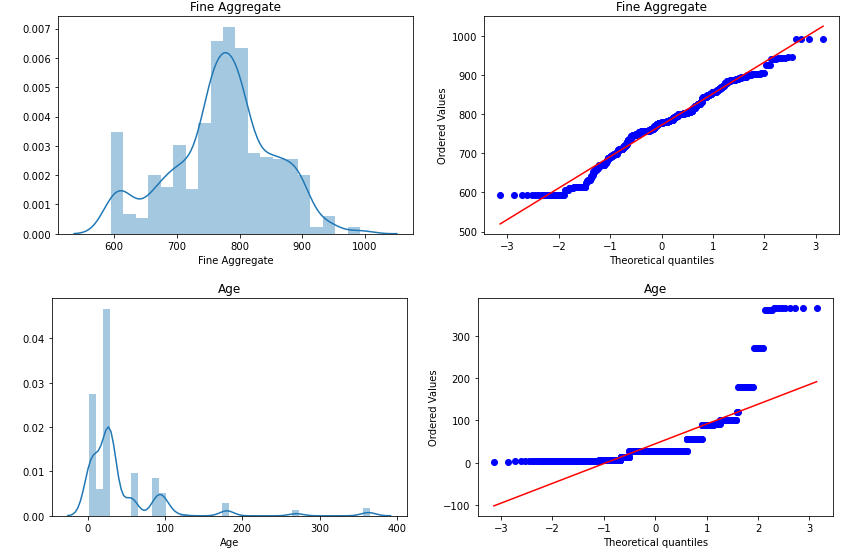 Fine Aggregate
0.007
0.006
0.005
0.004
0.003
0.002
0.001
0.000
600 700 800 900 1000
Fine Aggregate
Fine Aggregate
Ordered Values
1000
900
800
700
600
500
−3 −2 −1 0 1 2 3
Theoretical quantiles
Age
0.04
0.03
0.02
0.01
0.00
0 100 200 300 400
Age
Age
Ordered Values
300
200
100
0
−100
−3 −2 −1 0 1 2 3
Theoretical quantiles